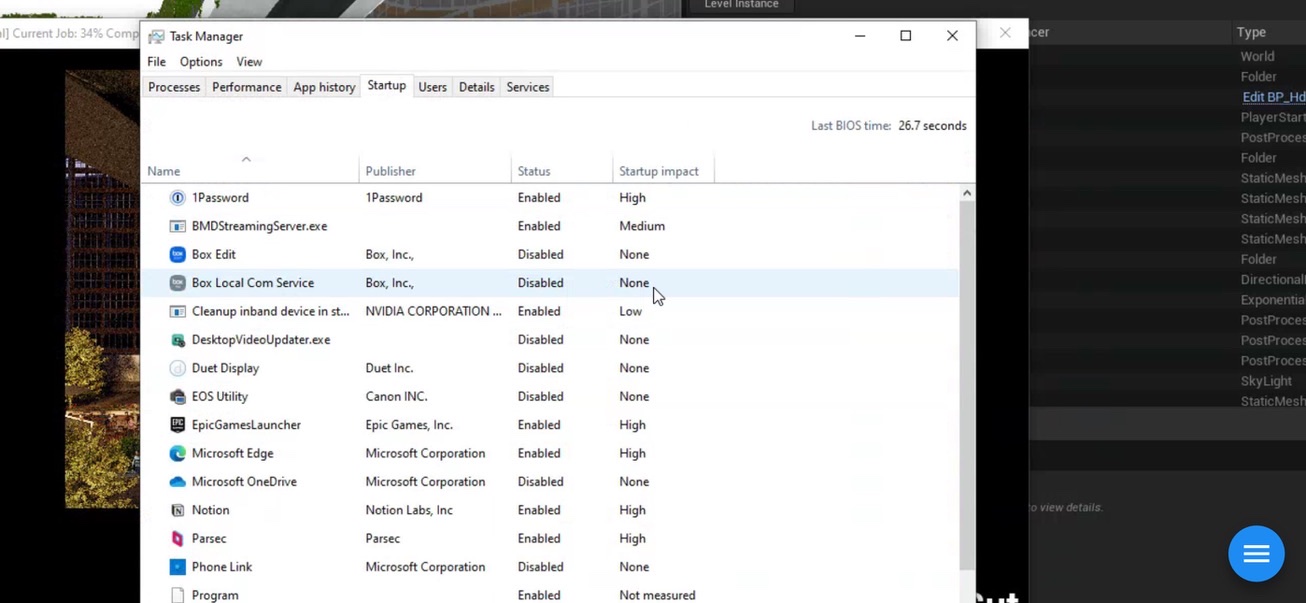 Level Instance
l] Current Job: 34% Comp
Task Manager
File Options View
Processes Performance App history Startup Users Details Services
Last BIOS time: 26.7 seconds
Name Publisher Status Startup impact
1Password 1Password Enabled High
BMDStreamingServer.exe Enabled Medium
Box Edit Box, Inc., Disabled None
Box Local Com Service Box, Inc., Disabled None
Cleanup inband device in st... NVIDIA CORPORATION ... Enabled Low
DesktopVideoUpdater.exe Disabled None
Duet Display Duet Inc. Disabled None
EOS Utility Canon INC. Disabled None
EpicGamesLauncher Epic Games, Inc. Enabled High
Microsoft Edge Microsoft Corporation Enabled High
Microsoft OneDrive Microsoft Corporation Disabled None
Notion Notion Labs, Inc Enabled High
Parsec Parsec Enabled High
Phone Link Microsoft Corporation Disabled None
Program Enabled Not measured
cer Type
World
Folder
Edit BP_Hd
PlayerStart
PostProces
Folder
StaticMesh
StaticMesh
StaticMesh
StaticMesh
Folder
Directional
Exponentia
PostProces
PostProces
PostProces
SkyLight
StaticMesh
to view details.